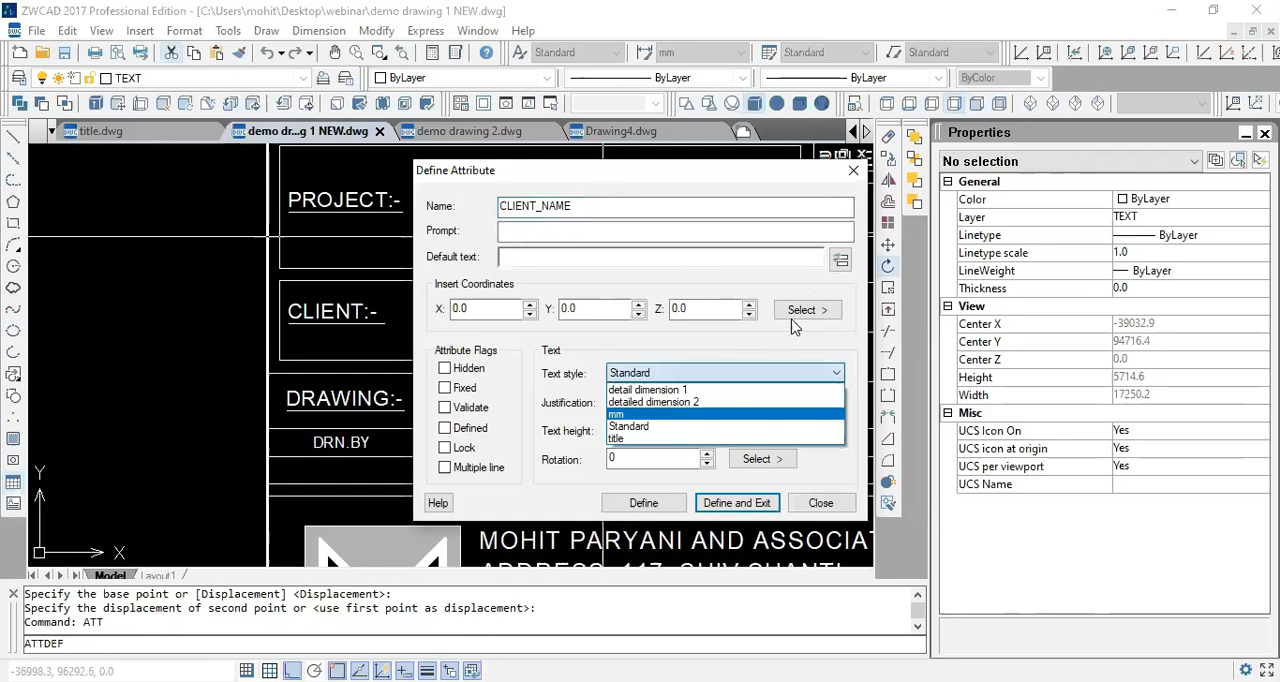 ZWCAD 2017 Professional Edition - [C:\Users\mohit\Desktop\webinar\demo drawing 1 NEW.dwg]
File Edit View Insert Format Tools Draw Dimension Modify Express Window Help
Standard mm Standard Standard
TEXT ByLayer ByLayer ByLayer ByColor
title.dwg demo dr...g 1 NEW.dwg demo drawing 2.dwg Drawing4.dwg
PROJECT:-
CLIENT:-
DRAWING:-
DRN.BY
MOHIT PARYANI AND ASSOCIAT
Y
X
Define Attribute
Name: CLIENT_NAME
Prompt:
Default text:
Insert Coordinates
X: 0.0 Y: 0.0 Z: 0.0 Select >
Attribute Flags
Hidden
Fixed
Validate
Defined
Lock
Multiple line
Text
Text style: Standard
detail dimension 1
detailed dimension 2
mm
Standard
title
Justification:
Text height:
Rotation: 0 Select >
Help Define Define and Exit Close
Properties
No selection
General
Color ByLayer
Layer TEXT
Linetype ByLayer
Linetype scale 1.0
LineWeight ByLayer
Thickness 0.0
View
Center X -39032.9
Center Y 94716.4
Center Z 0.0
Height 5714.6
Width 17250.2
Misc
UCS Icon On Yes
UCS icon at origin Yes
UCS per viewport Yes
UCS Name
Model Layout1
Specify the base point or [Displacement] <Displacement>:
Specify the displacement of second point or <use first point as displacement>:
Command: ATT
ATTDEF
-36998.3, 96292.6, 0.0